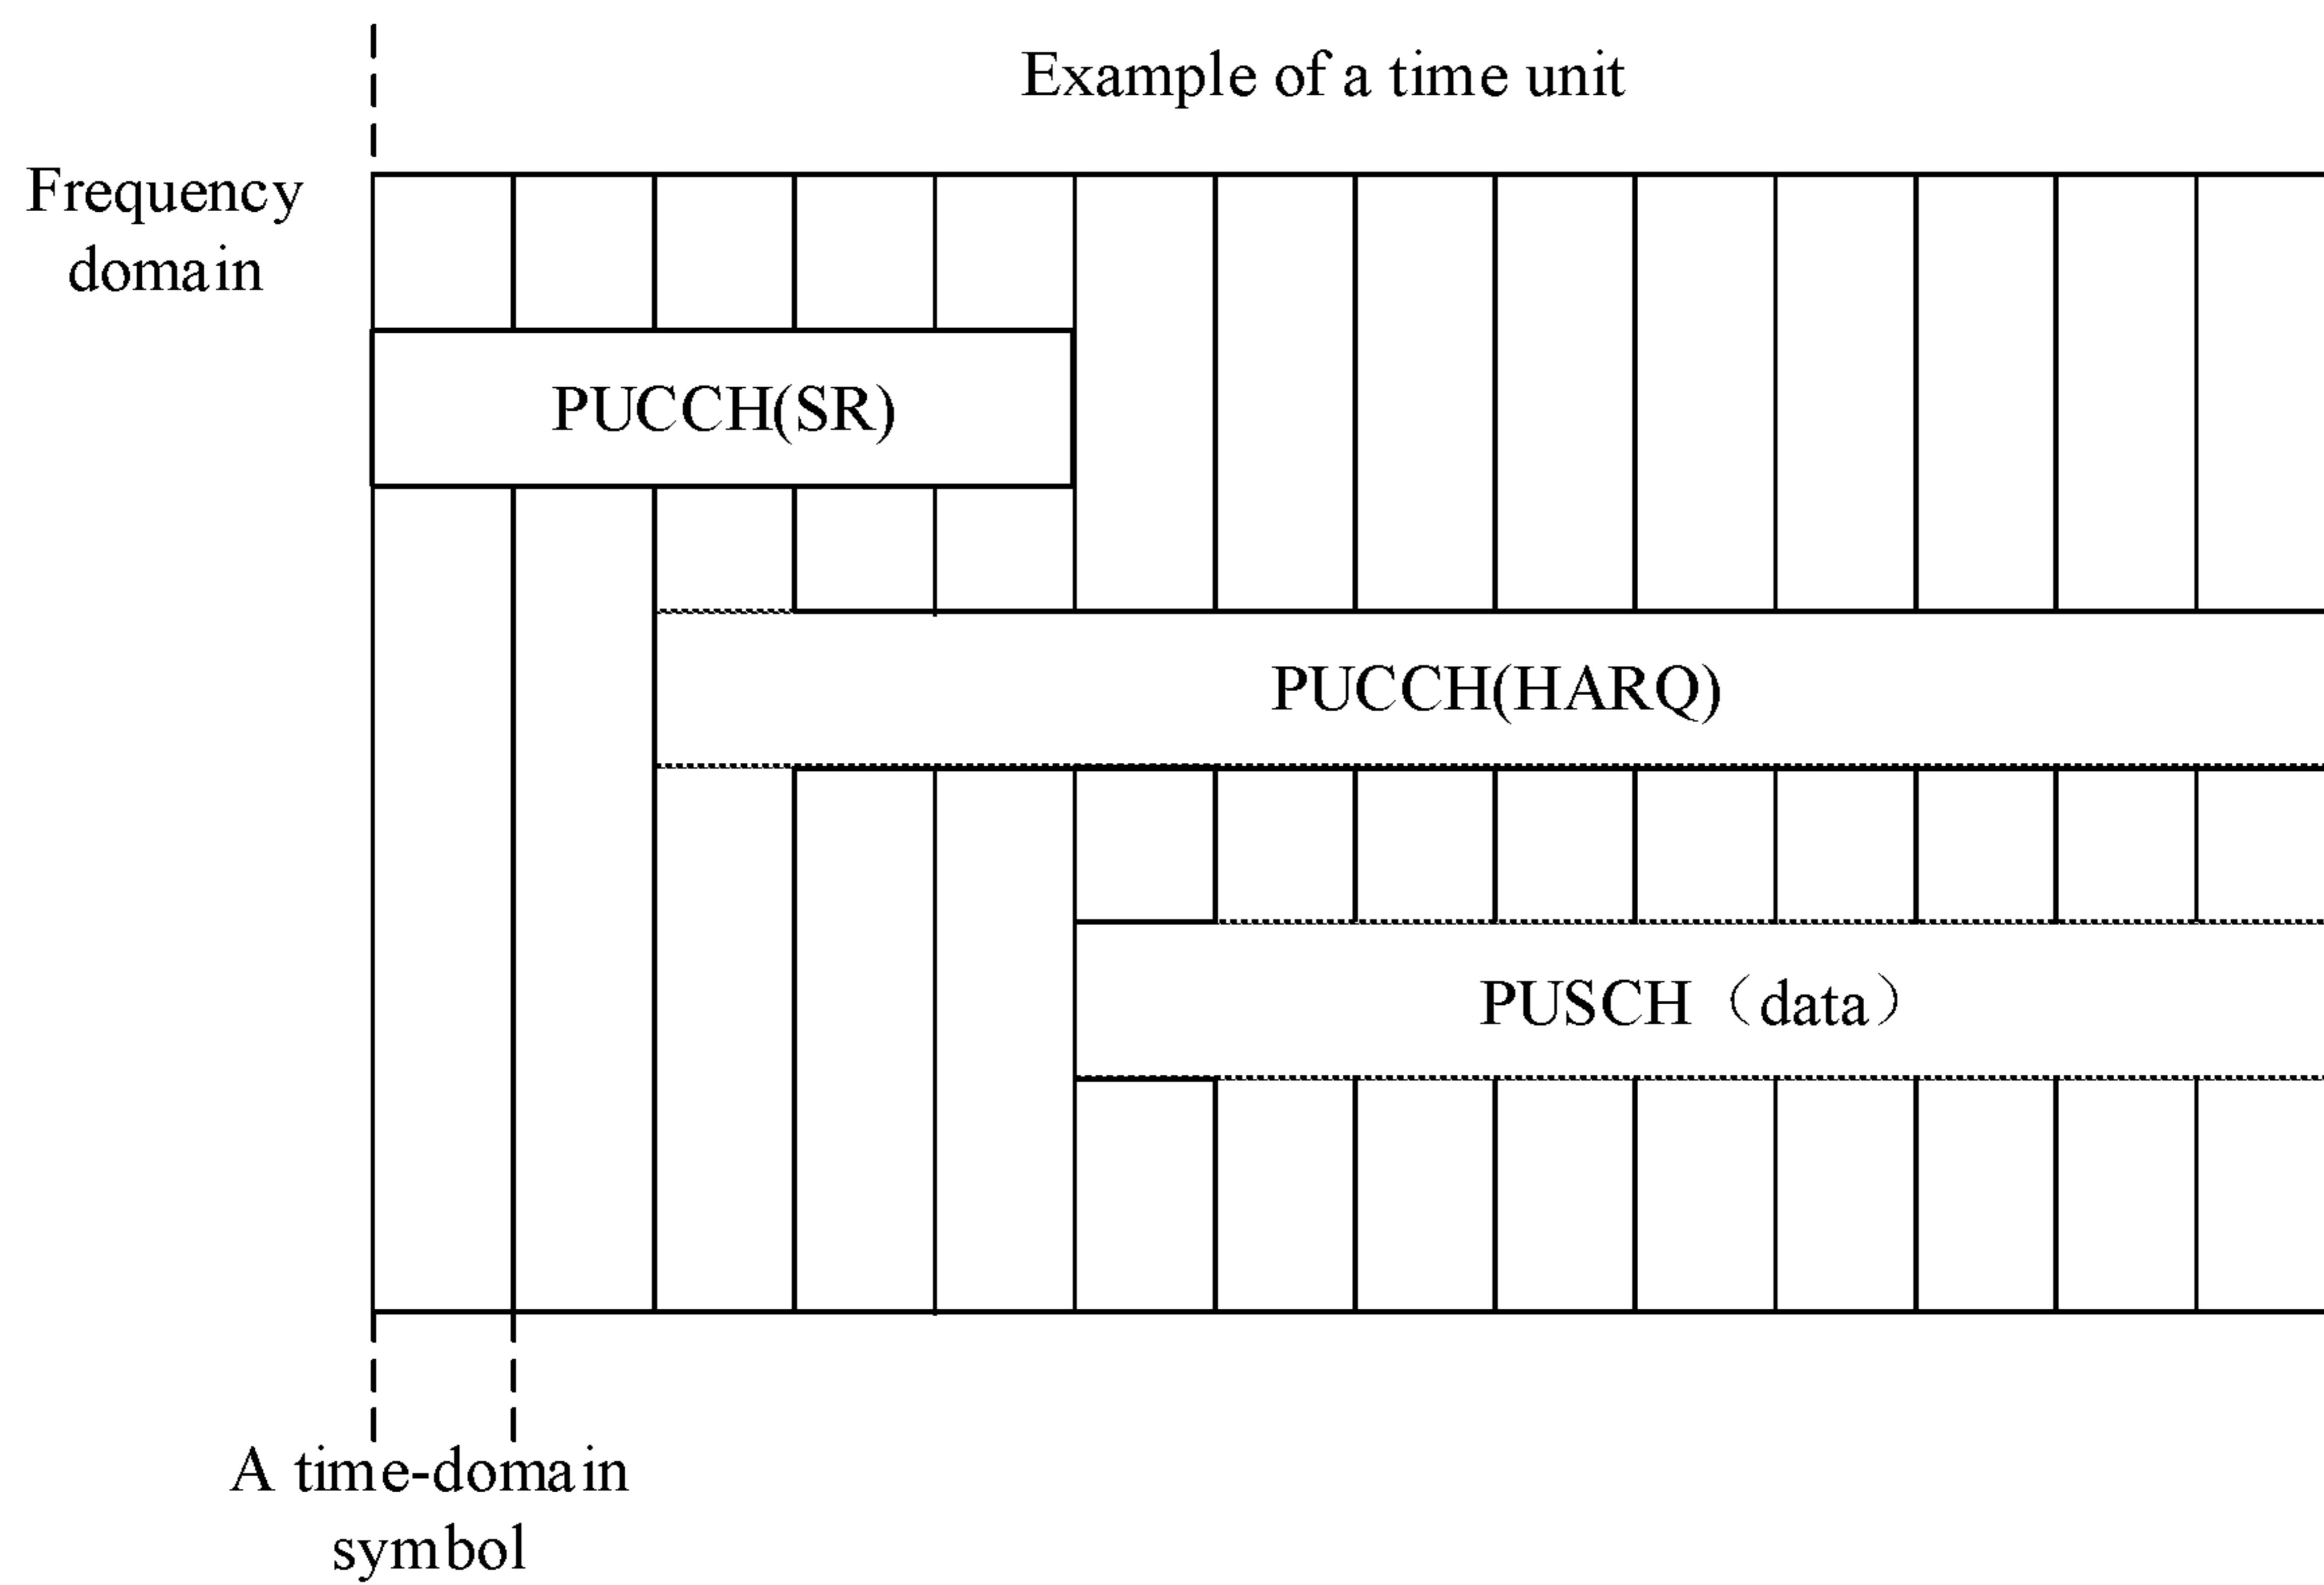 Example of a time unit
Frequency
domain
PUCCH(SR)
PUCCH(HARQ)
PUSCH（data）
A time-domain
symbol